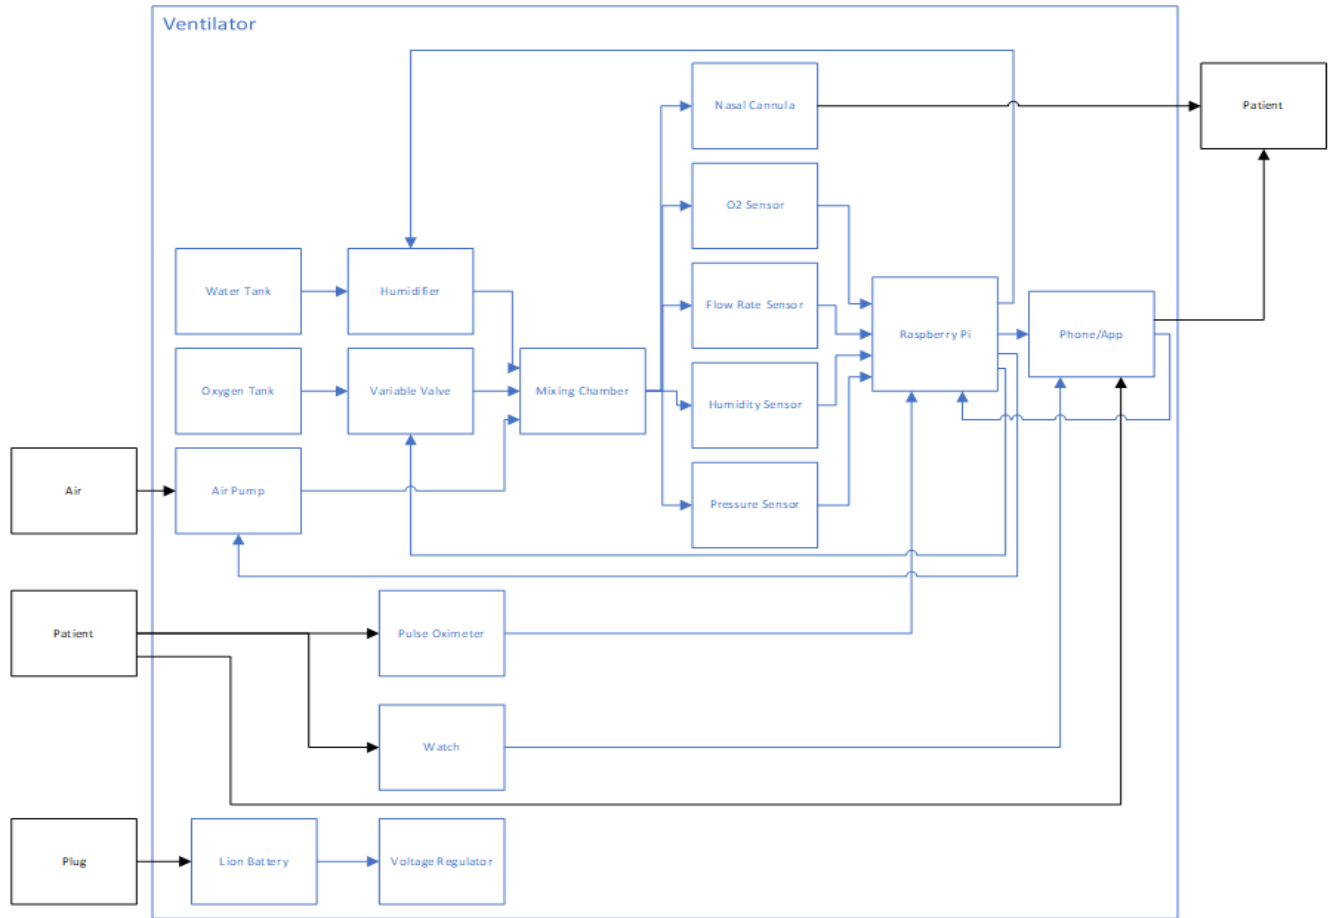 Ventilator
Nasal Cannula
Patient
O2 Sensor
Water Tank
Humidifier
Flow Rate Sensor
Raspberry Pi
Phone/App
Oxygen Tank
Variable Valve
Mixing Chamber
Humidity Sensor
Air
Air Pump
Pressure Sensor
Patient
Pulse Oximeter
Watch
Plug
Lion Battery
Voltage Regulator